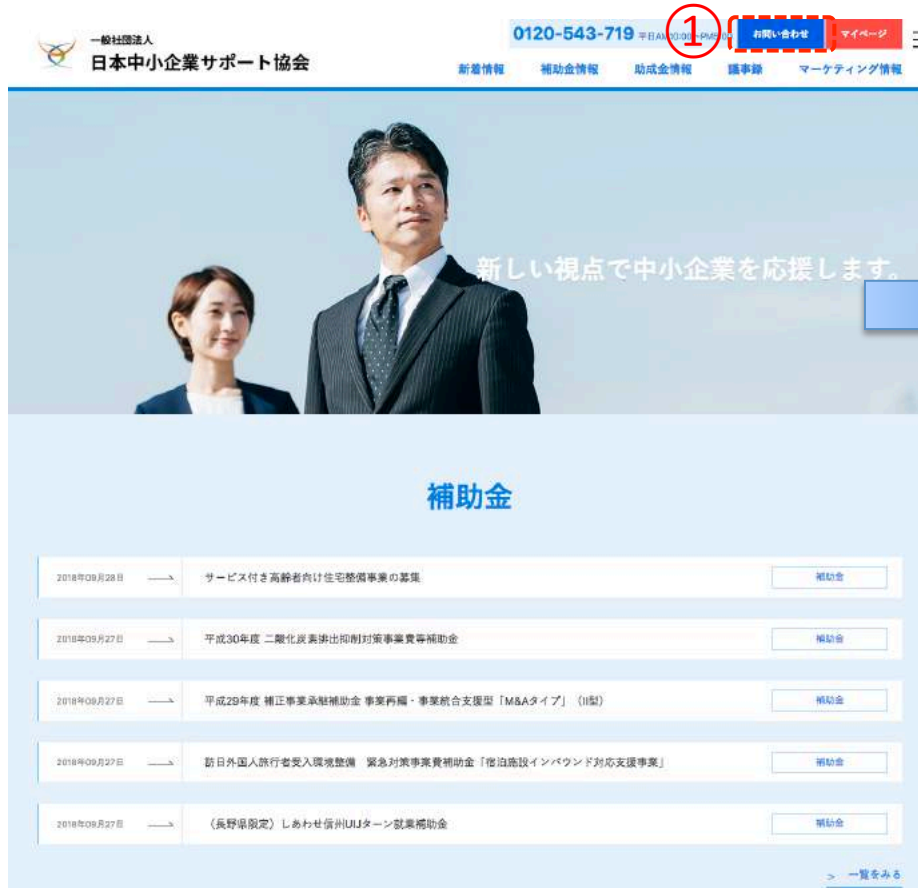 一般社団法人
日本中小企業サポート協会
0120-543-719
①
お問い合わせ
マイページ
新着情報
補助金情報
助成金情報
議事録
マーケティング情報
新しい視点で中小企業を応援します。
補助金
2018年09月28日 サービス付き高齢者向け住宅整備事業の募集 補助金
2018年09月27日 平成30年度 二酸化炭素排出抑制対策事業費等補助金 補助金
2018年09月27日 平成29年度 補正事業承継補助金 事業再編・事業統合支援型「M&Aタイプ」（II型） 補助金
2018年09月27日 訪日外国人旅行者受入環境整備 緊急対策事業費補助金「宿泊施設インバウンド対応支援事業」 補助金
2018年09月27日 （長野県限定）しあわせ信州UIJターン就業補助金 補助金
> 一覧をみる